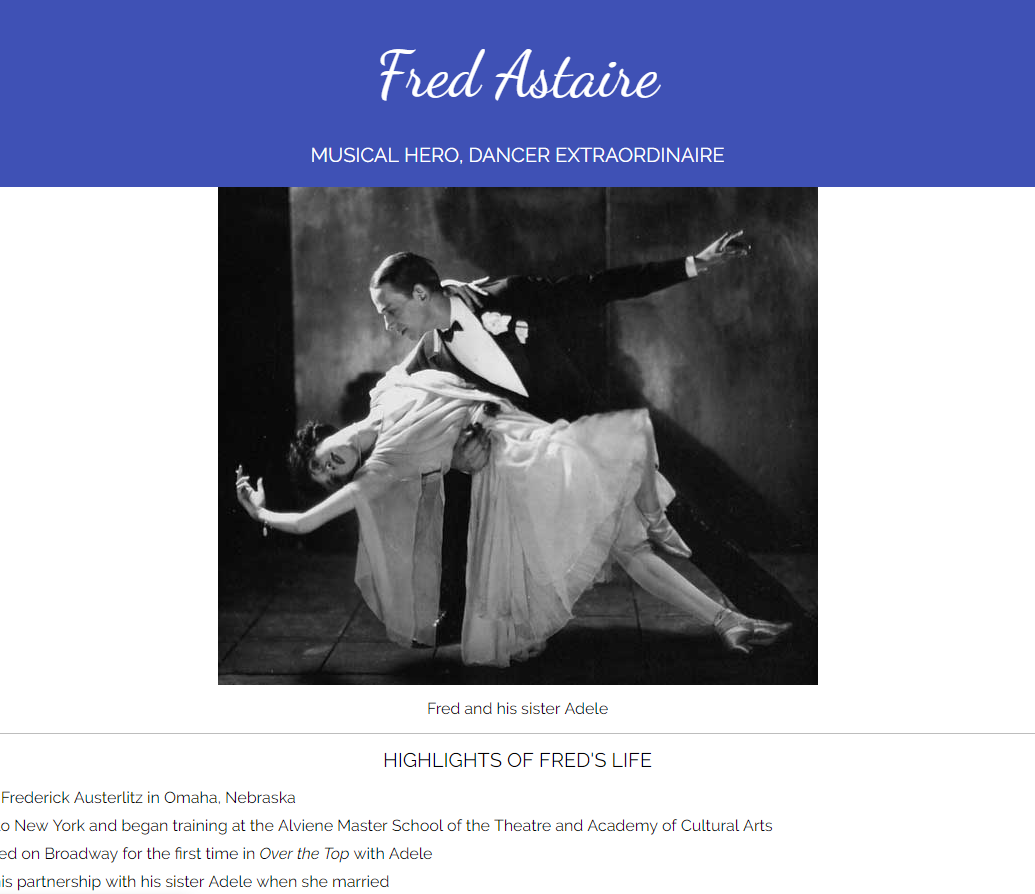 Fred Astaire
MUSICAL HERO, DANCER EXTRAORDINAIRE
Fred and his sister Adele
HIGHLIGHTS OF FRED'S LIFE
Frederick Austerlitz in Omaha, Nebraska
New York and began training at the Alviene Master School of the Theatre and Academy of Cultural Arts
on Broadway for the first time in Over the Top with Adele
partnership with his sister Adele when she married